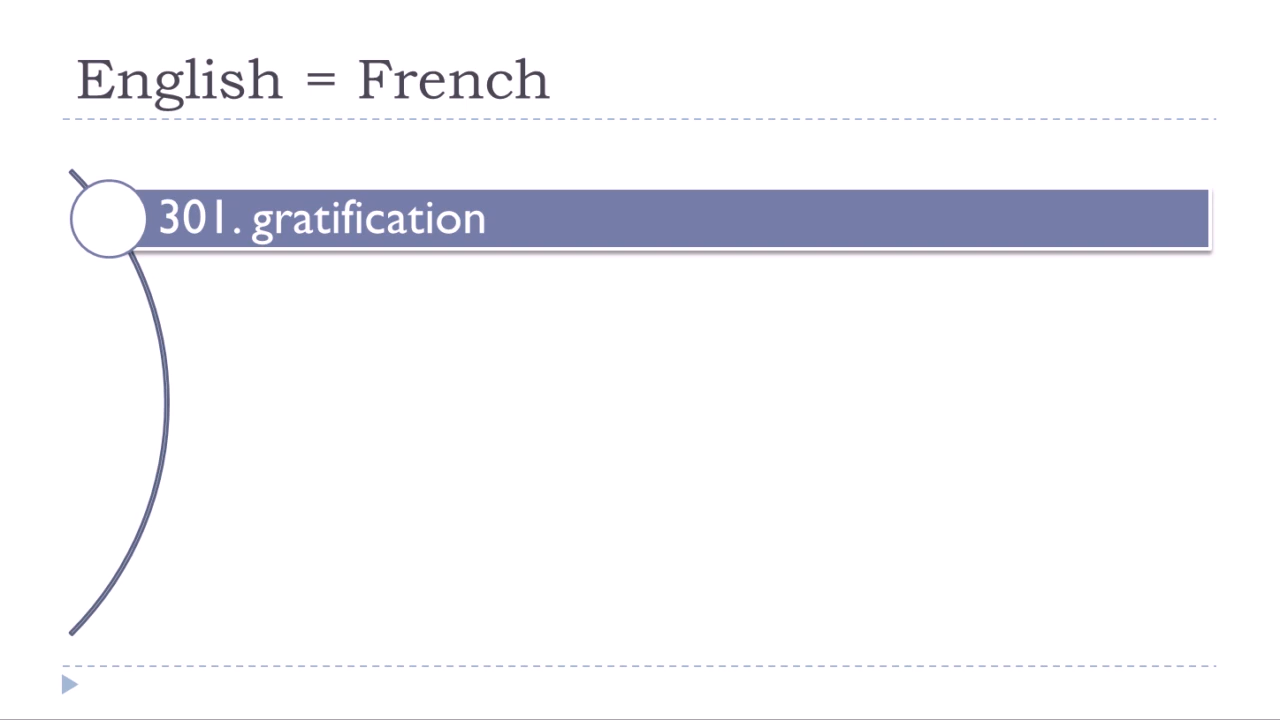 English = French
301. gratification